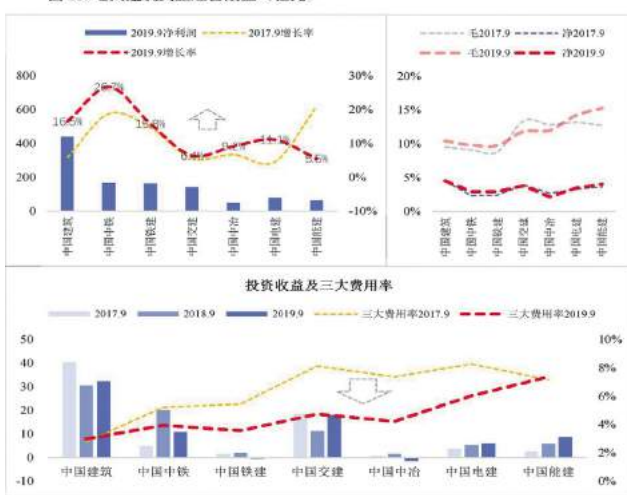 2019.9净利润
2017.9增长率
2019.9增长率
800
600
400
200
0
30%
20%
10%
0%
-10%
16.5%
26.7%
11.1%
中国建筑
中国中铁
中国铁建
中国交建
中国中冶
中国电建
中国能建
毛2017.9
净2017.9
毛2019.9
净2019.9
20%
15%
10%
5%
0%
中国建筑
中国中铁
中国铁建
中国交建
中国中冶
中国电建
中国能建
投资收益及三大费用率
2017.9
2018.9
2019.9
三大费用率2017.9
三大费用率2019.9
50
40
30
20
10
0
-10
10%
8%
6%
4%
2%
0%
中国建筑
中国中铁
中国铁建
中国交建
中国中冶
中国电建
中国能建